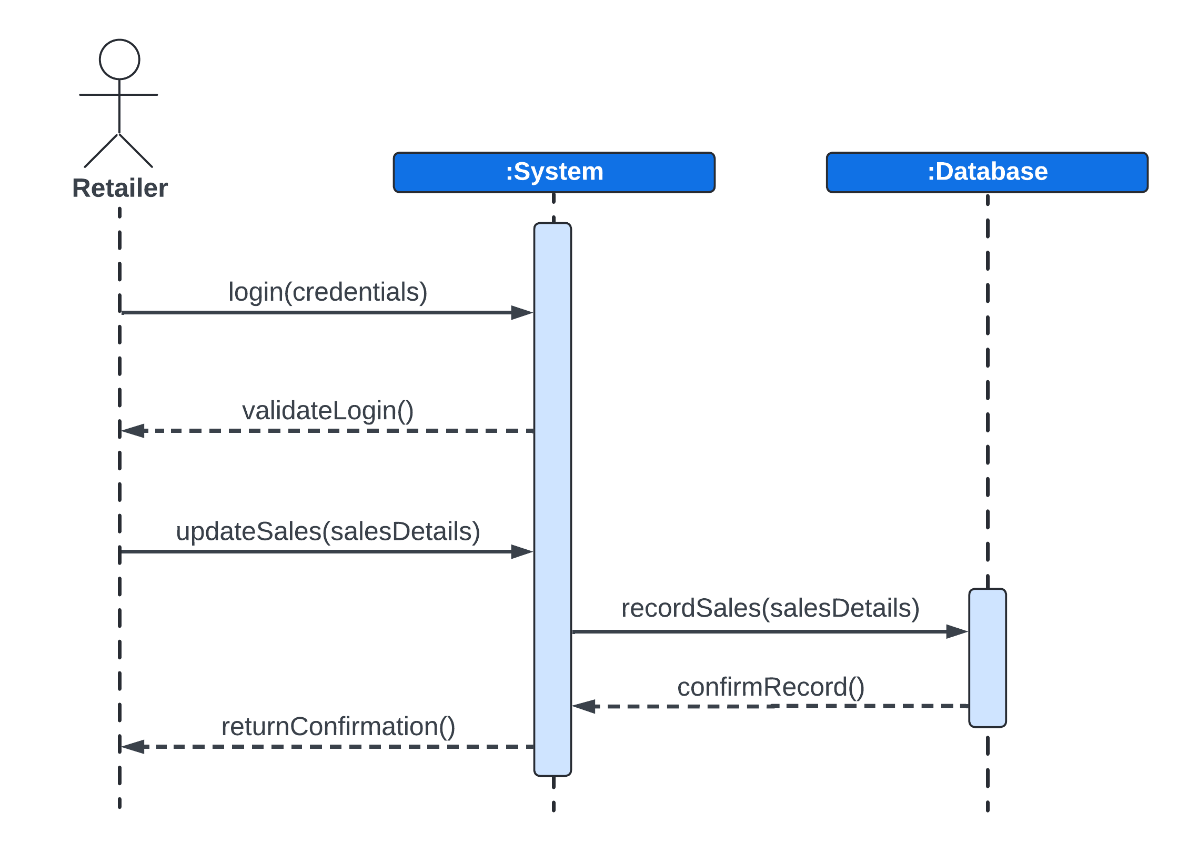 Retailer
:System
:Database
login(credentials)
validateLogin()
updateSales(salesDetails)
recordSales(salesDetails)
confirmRecord()
returnConfirmation()